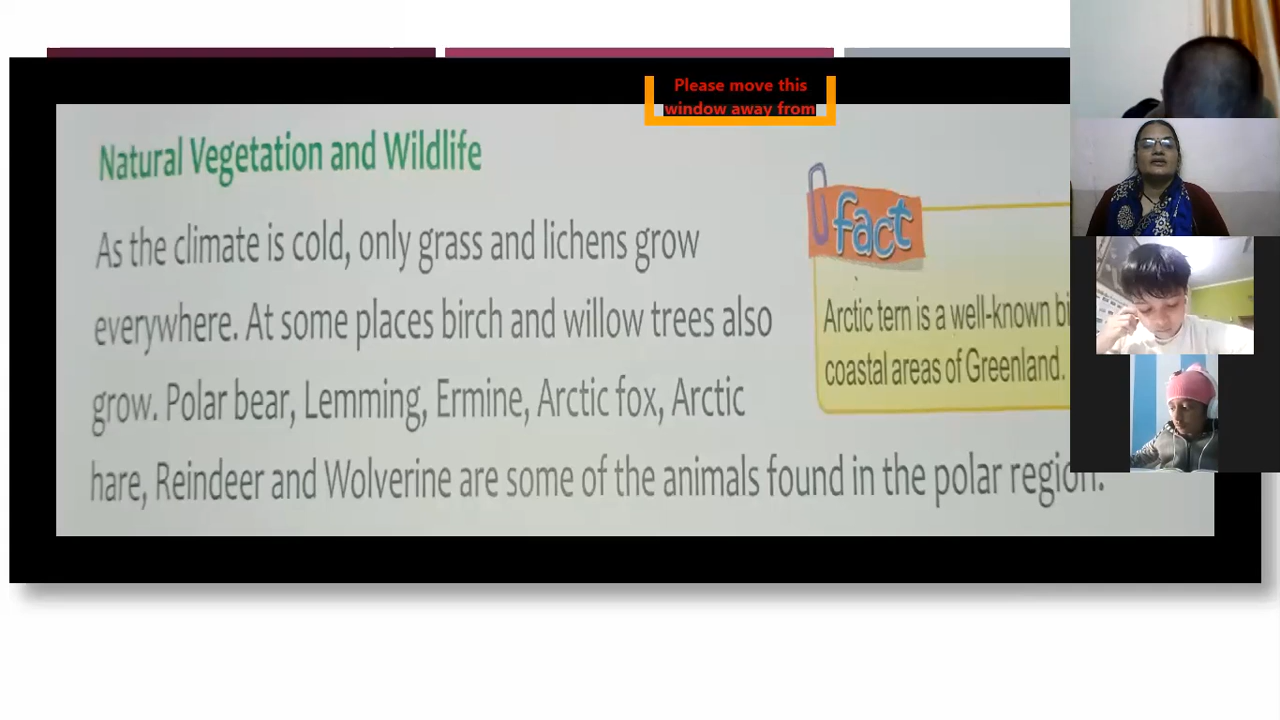 Please move this
window away from
Natural Vegetation and Wildlife
As the climate is cold, only grass and lichens grow
everywhere. At some places birch and willow trees also
grow. Polar bear, Lemming, Ermine, Arctic fox, Arctic
hare, Reindeer and Wolverine are some of the animals found in the polar region.
fact
Arctic tern is a well-known
coastal areas of Greenland.